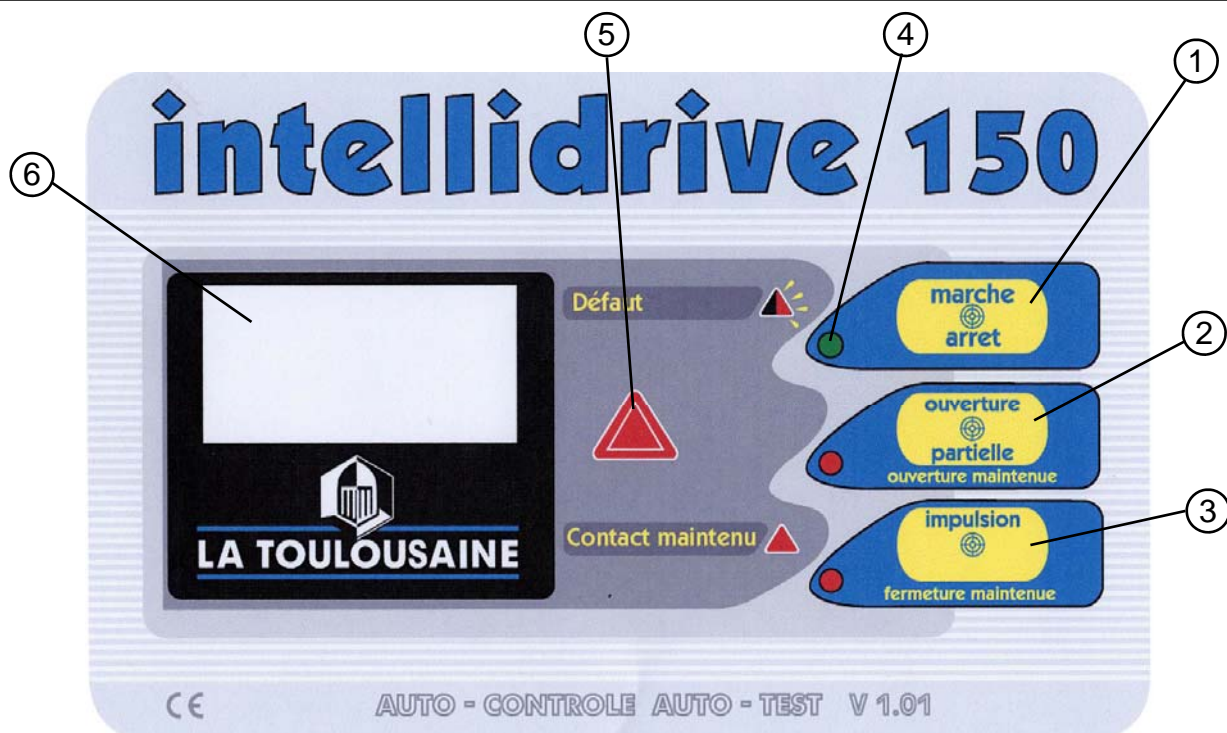 5
4
1
intellidrive 150
6
Défaut
marche
arret
2
ouverture
partielle
ouverture maintenue
LA TOULOUSAINE
Contact maintenu
3
impulsion
fermeture maintenue
CE
AUTO - CONTROLE AUTO - TEST V 1.01